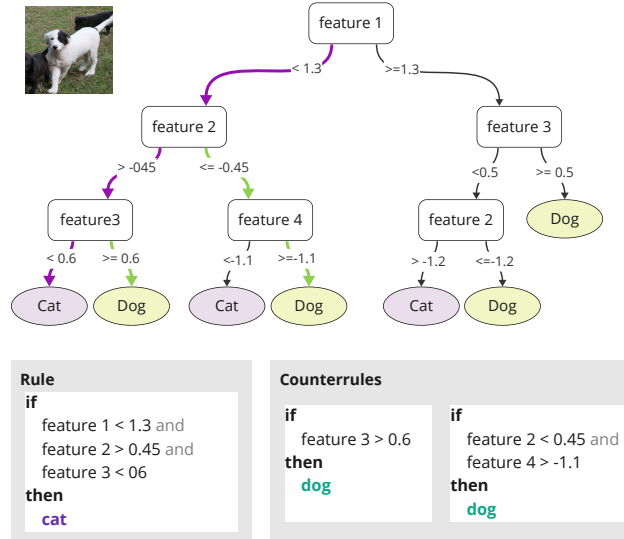 feature 1
< 1.3
>=1.3
feature 2
feature 3
> -045
<= -0.45
<0.5
>= 0.5
feature3
feature 4
feature 2
Dog
< 0.6
>= 0.6
<-1.1
>=-1.1
> -1.2
<=-1.2
Cat
Dog
Cat
Dog
Cat
Dog
Rule
if
feature 1 < 1.3 and
feature 2 > 0.45 and
feature 3 < 06
then
cat
Counterrules
if
feature 3 > 0.6
then
dog
if
feature 2 < 0.45 and
feature 4 > -1.1
then
dog